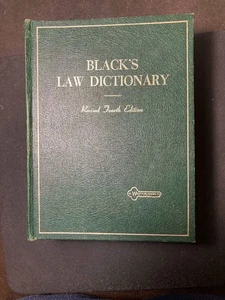 BLACK'S
LAW DICTIONARY
Revised Fourth Edition